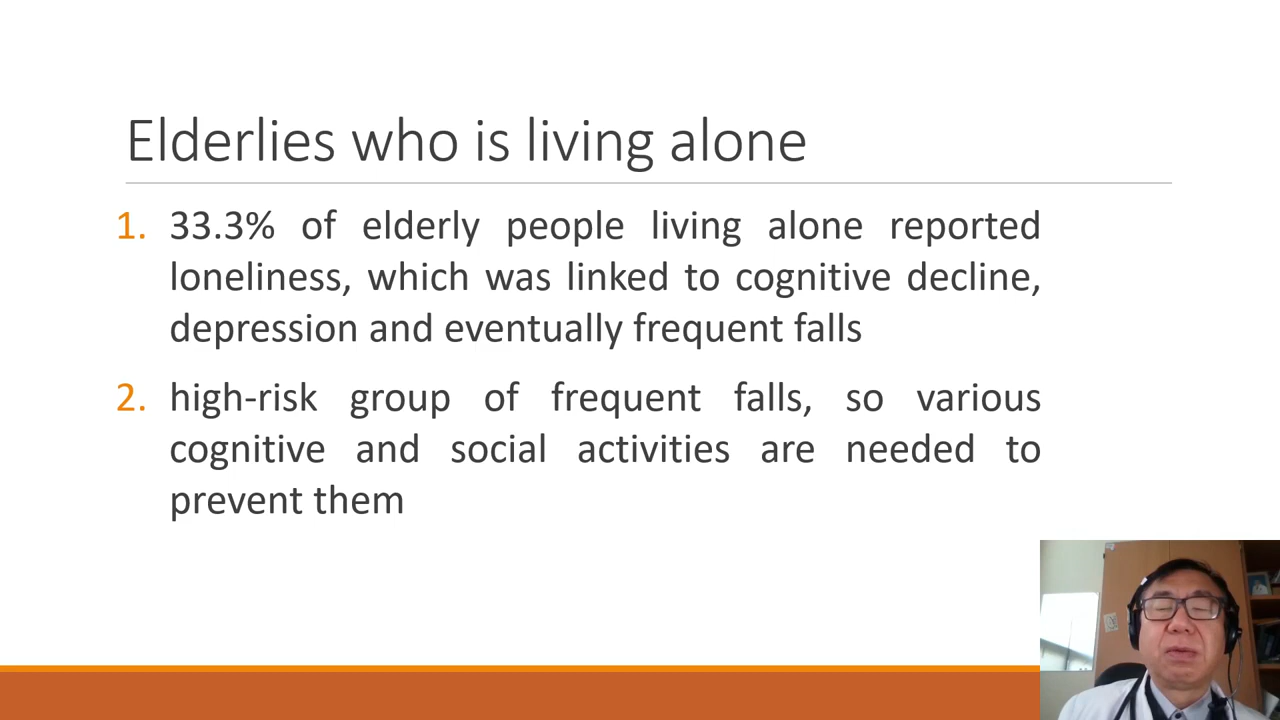 Elderlies who is living alone
1. 33.3% of elderly people living alone reported
loneliness, which was linked to cognitive decline,
depression and eventually frequent falls
2. high-risk group of frequent falls, so various
cognitive and social activities are needed to
prevent them